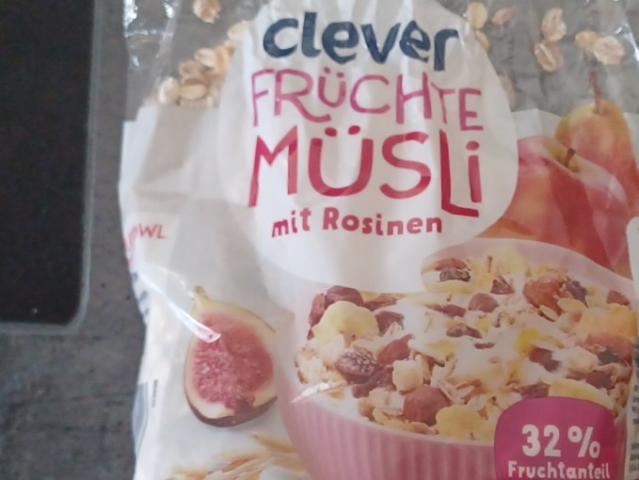 clever
FRÜCHTE
MÜSLi
mit Rosinen
32%
Fruchtanteil